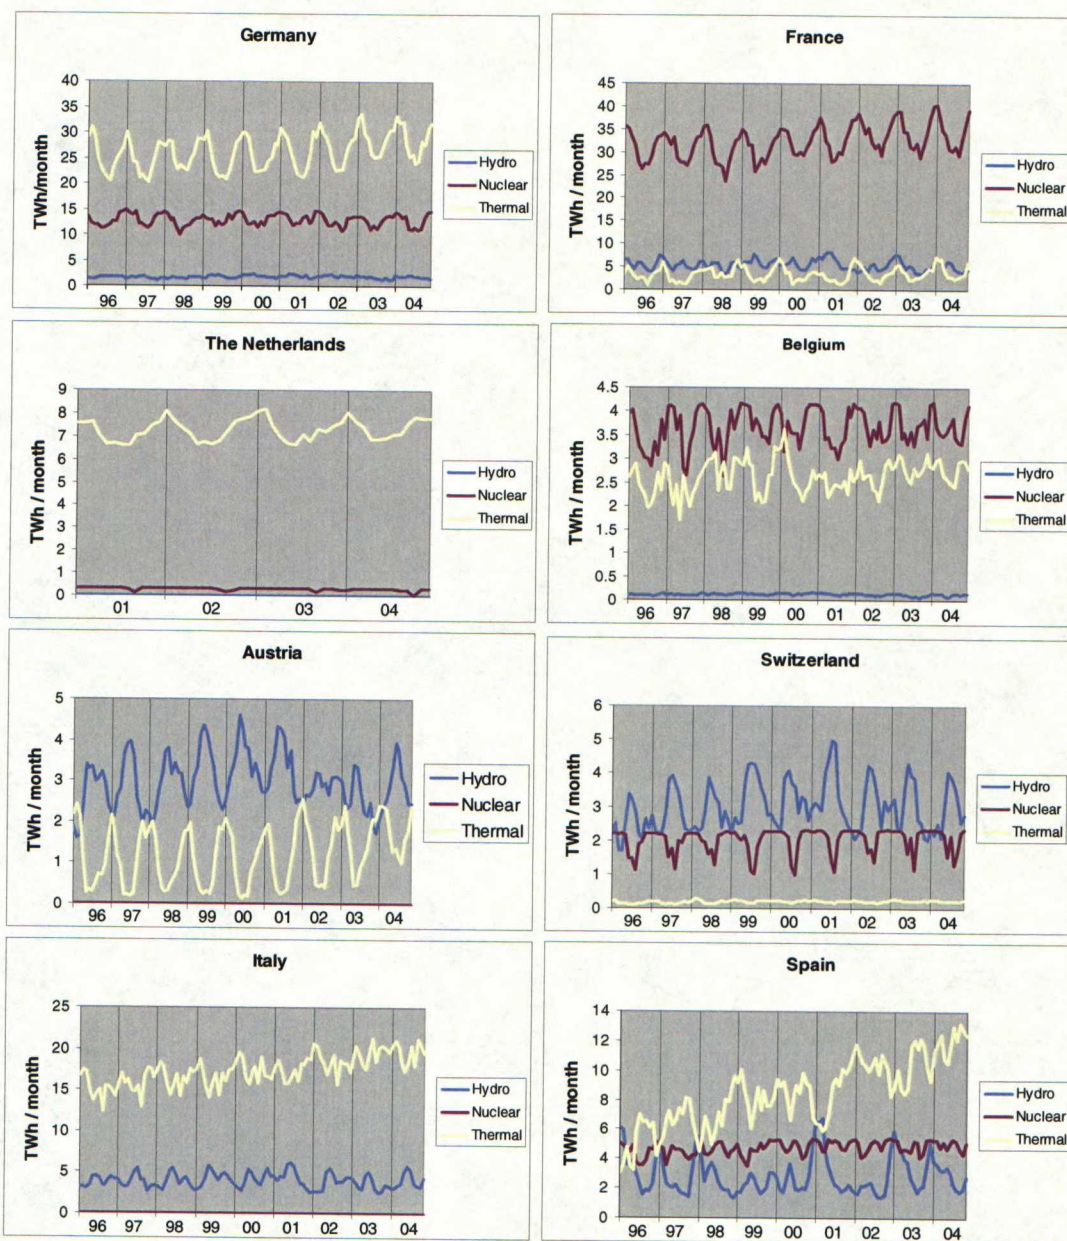 Germany
TWh/month
40
35
30
25
20
15
10
5
0
96 97 98 99 00 01 02 03 04
Hydro
Nuclear
Thermal
France
TWh / month
45
40
35
30
25
20
15
10
5
0
96 97 98 99 00 01 02 03 04
Hydro
Nuclear
Thermal
The Netherlands
TWh / month
9
8
7
6
5
4
3
2
1
0
01 02 03 04
Hydro
Nuclear
Thermal
Belgium
TWh / month
4.5
4
3.5
3
2.5
2
1.5
1
0.5
0
96 97 98 99 00 01 02 03 04
Hydro
Nuclear
Thermal
Austria
TWh / month
5
4
3
2
1
0
96 97 98 99 00 01 02 03 04
Hydro
Nuclear
Thermal
Switzerland
TWh / month
6
5
4
3
2
1
0
96 97 98 99 00 01 02 03 04
Hydro
Nuclear
Thermal
Italy
TWh / month
25
20
15
10
5
0
96 97 98 99 00 01 02 03 04
Hydro
Nuclear
Thermal
Spain
TWh / month
14
12
10
8
6
4
2
0
96 97 98 99 00 01 02 03 04
Hydro
Nuclear
Thermal